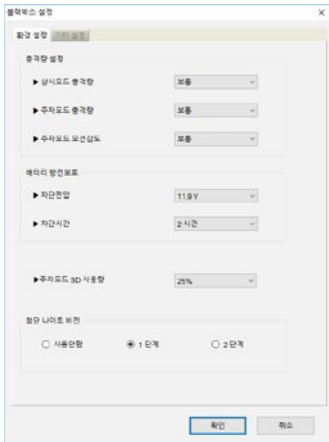 블랙박스 설정
환경 설정 기타 설정
충격량 설정
▶ 상시모드 충격량 보통
▶ 주차모드 충격량 보통
▶ 주차모드 모션감도 보통
배터리 방전보호
▶ 차단전압 11.9 V
▶ 차단시간 2 시간
▶주차모드 SD 사용량 25%
첨단 나이트 비전
사용안함 1 단계 2 단계
확인 취소